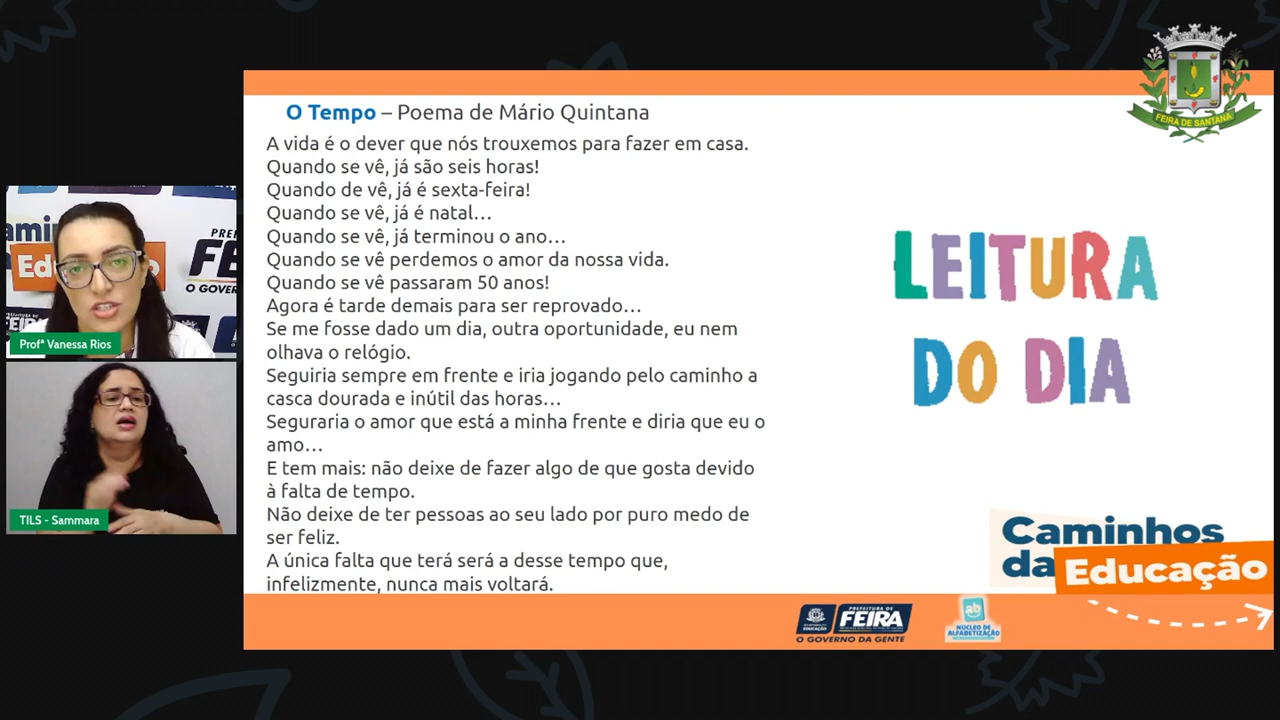 FEIRA DE SANTANA
O Tempo – Poema de Mário Quintana
A vida é o dever que nós trouxemos para fazer em casa.
Quando se vê, já são seis horas!
Quando de vê, já é sexta-feira!
Quando se vê, já é natal…
Quando se vê, já terminou o ano…
Quando se vê perdemos o amor da nossa vida.
Quando se vê passaram 50 anos!
Agora é tarde demais para ser reprovado…
Se me fosse dado um dia, outra oportunidade, eu nem
olhava o relógio.
Seguiria sempre em frente e iria jogando pelo caminho a
casca dourada e inútil das horas…
Seguraria o amor que está a minha frente e diria que eu o
amo…
E tem mais: não deixe de fazer algo de que gosta devido
à falta de tempo.
Não deixe de ter pessoas ao seu lado por puro medo de
ser feliz.
A única falta que terá será a desse tempo que,
infelizmente, nunca mais voltará.
LEITURA
DO DIA
Profª Vanessa Rios
TILS - Sammara
Caminhos
da Educação
PREFEITURA DE
FEIRA
O GOVERNO DA GENTE
EDUCAÇÃO
ab
NÚCLEO DE
ALFABETIZAÇÃO